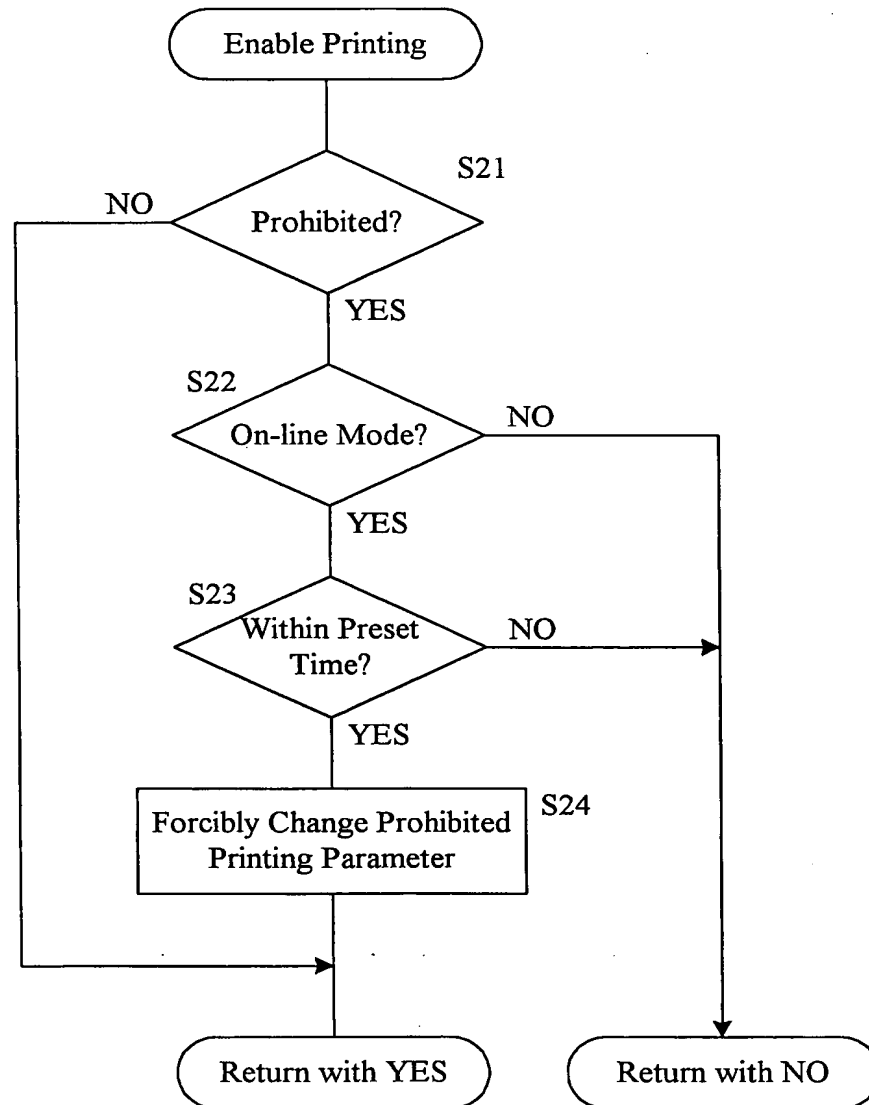 Enable Printing
S21
NO
Prohibited?
YES
S22
NO
On-line Mode?
YES
S23
Within Preset
Time?
NO
YES
S24
Forcibly Change Prohibited
Printing Parameter
Return with YES
Return with NO